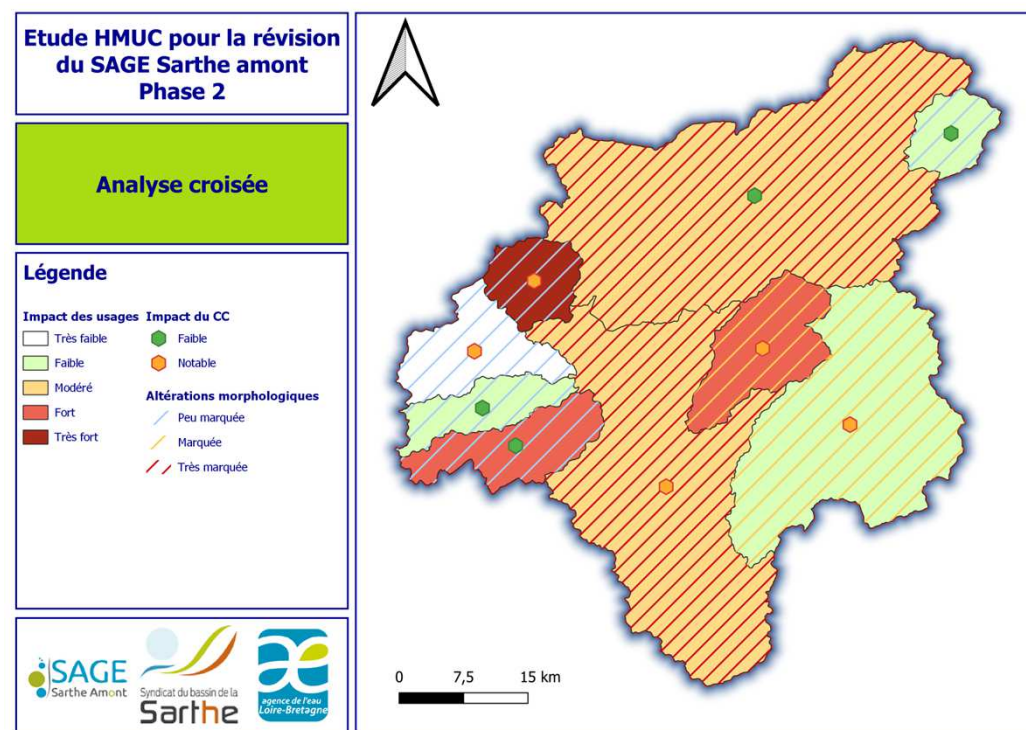 Etude HMUC pour la révision
du SAGE Sarthe amont
Phase 2
Analyse croisée
Légende
Impact des usages
Très faible
Faible
Modéré
Fort
Très fort
Impact du CC
Faible
Notable
Altérations morphologiques
Peu marquée
Marquée
Très marquée
SAGE
Sarthe Amont
Syndicat du bassin de la
Sarthe
agence de l'eau
Loire-Bretagne
0 7,5 15 km